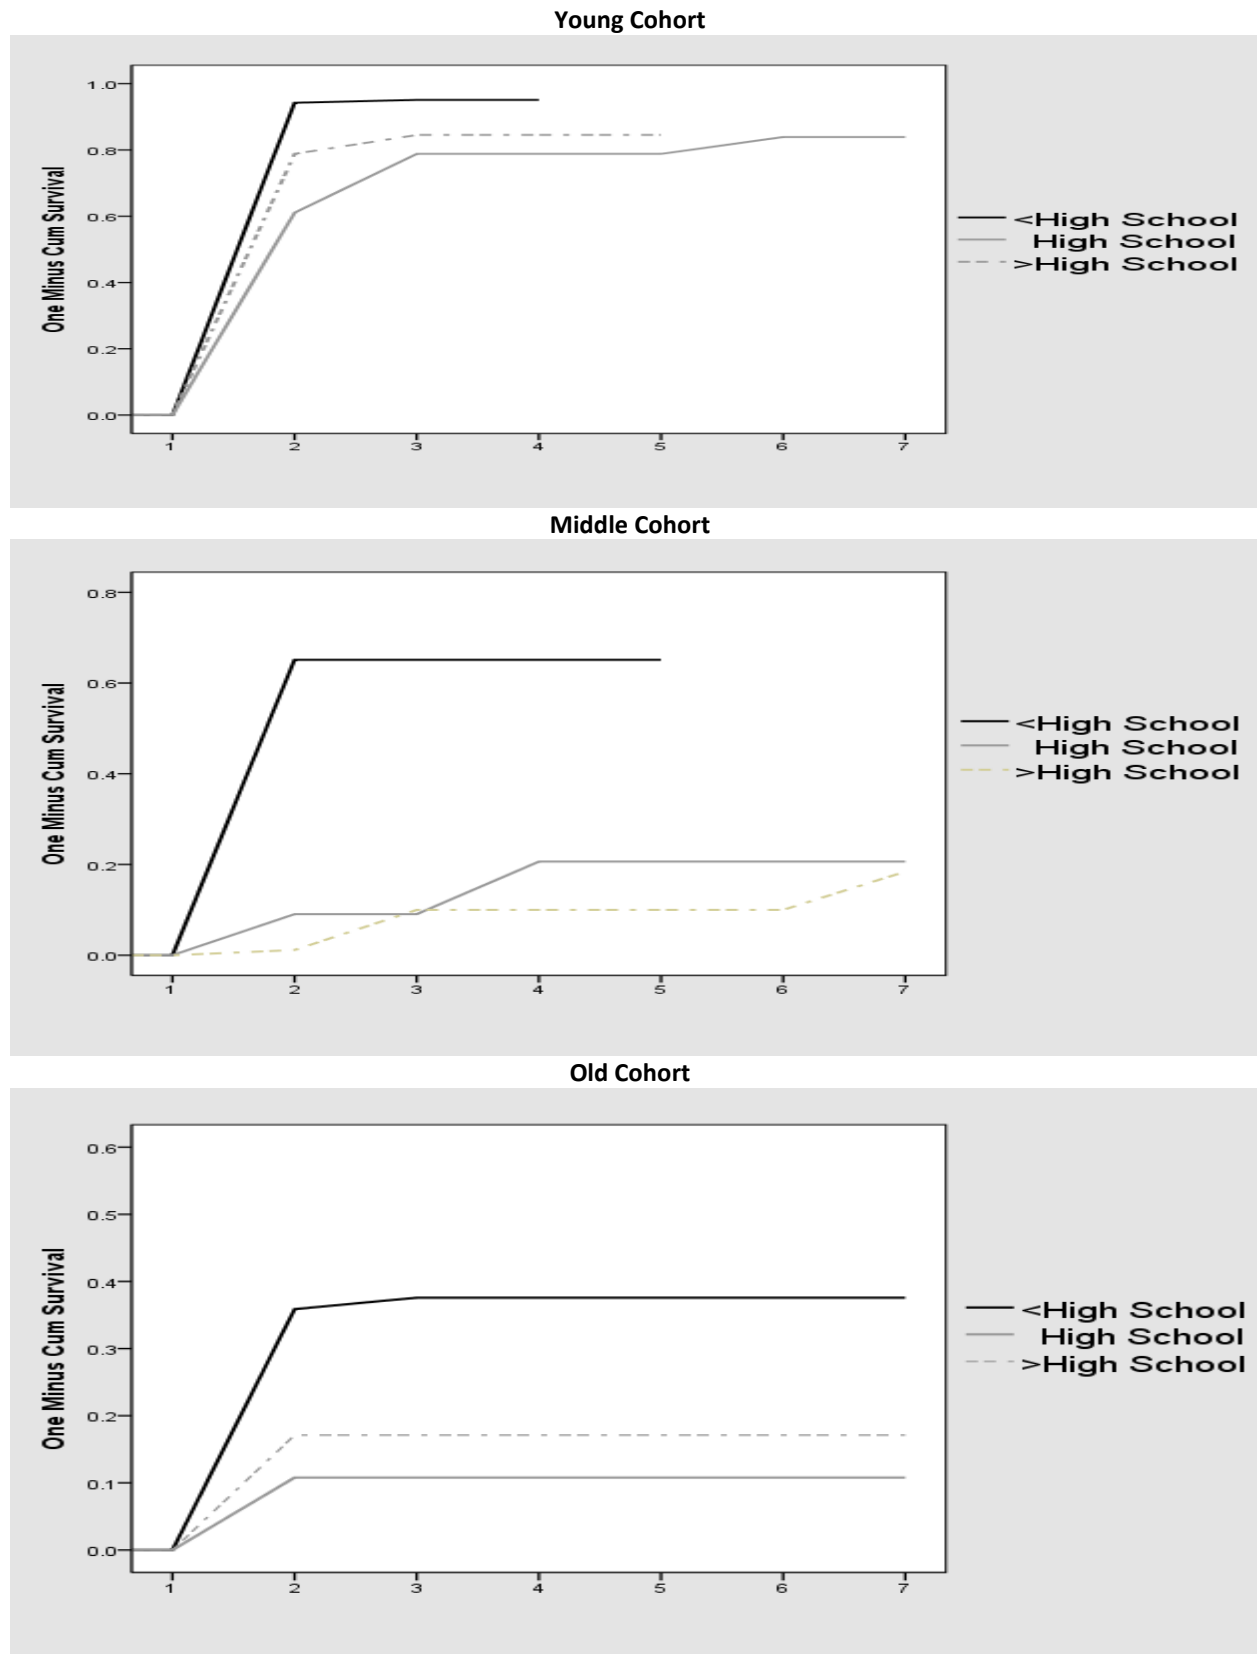 Young Cohort
One Minus Cum Survival
1.0
0.8
0.6
0.4
0.2
0.0
1 2 3 4 5 6 7
<High School
High School
>High School
Middle Cohort
One Minus Cum Survival
0.8
0.6
0.4
0.2
0.0
1 2 3 4 5 6 7
<High School
High School
>High School
Old Cohort
One Minus Cum Survival
0.6
0.5
0.4
0.3
0.2
0.1
0.0
1 2 3 4 5 6 7
<High School
High School
>High School